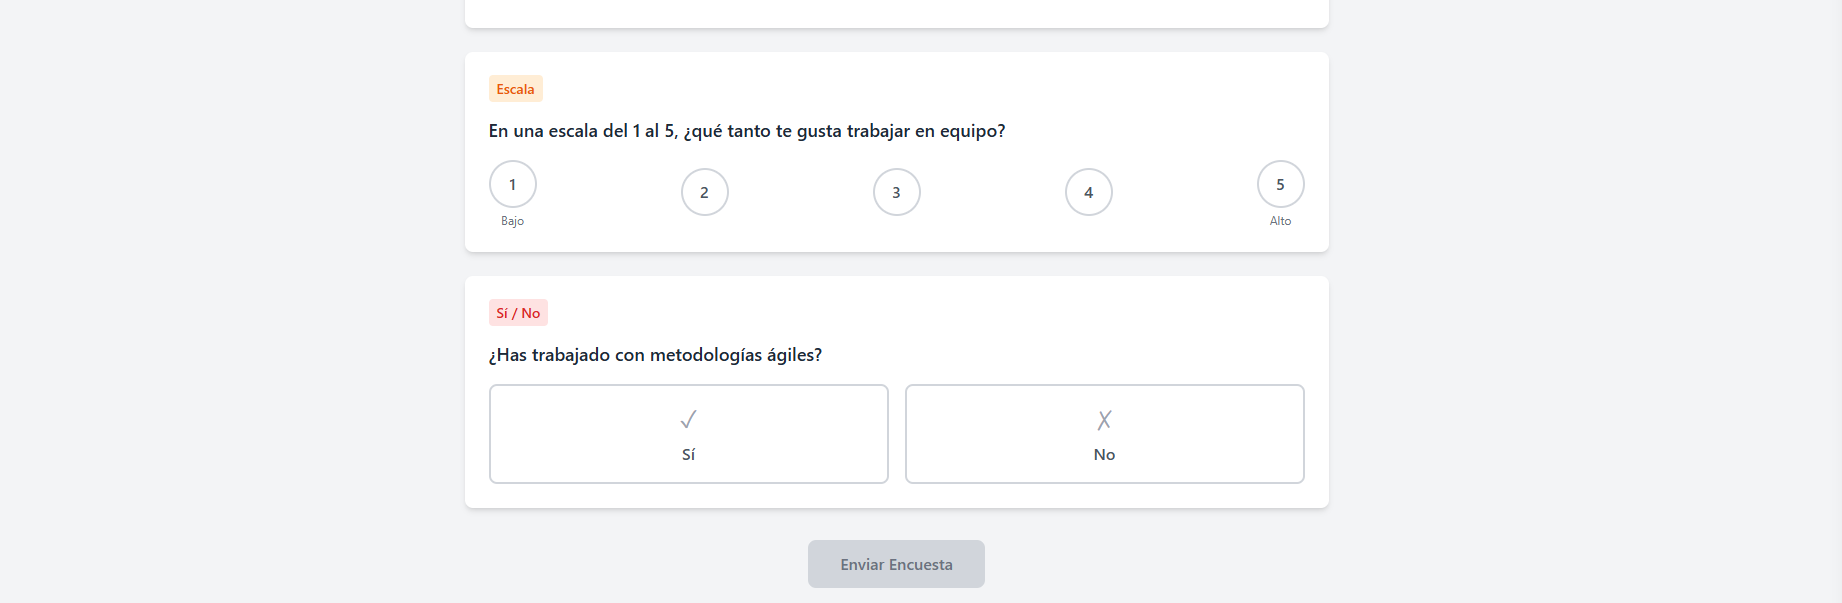 Escala
En una escala del 1 al 5, ¿qué tanto te gusta trabajar en equipo?
1 2 3 4 5
Bajo Alto
Sí / No
¿Has trabajado con metodologías ágiles?
✓ ✗
Sí No
Enviar Encuesta